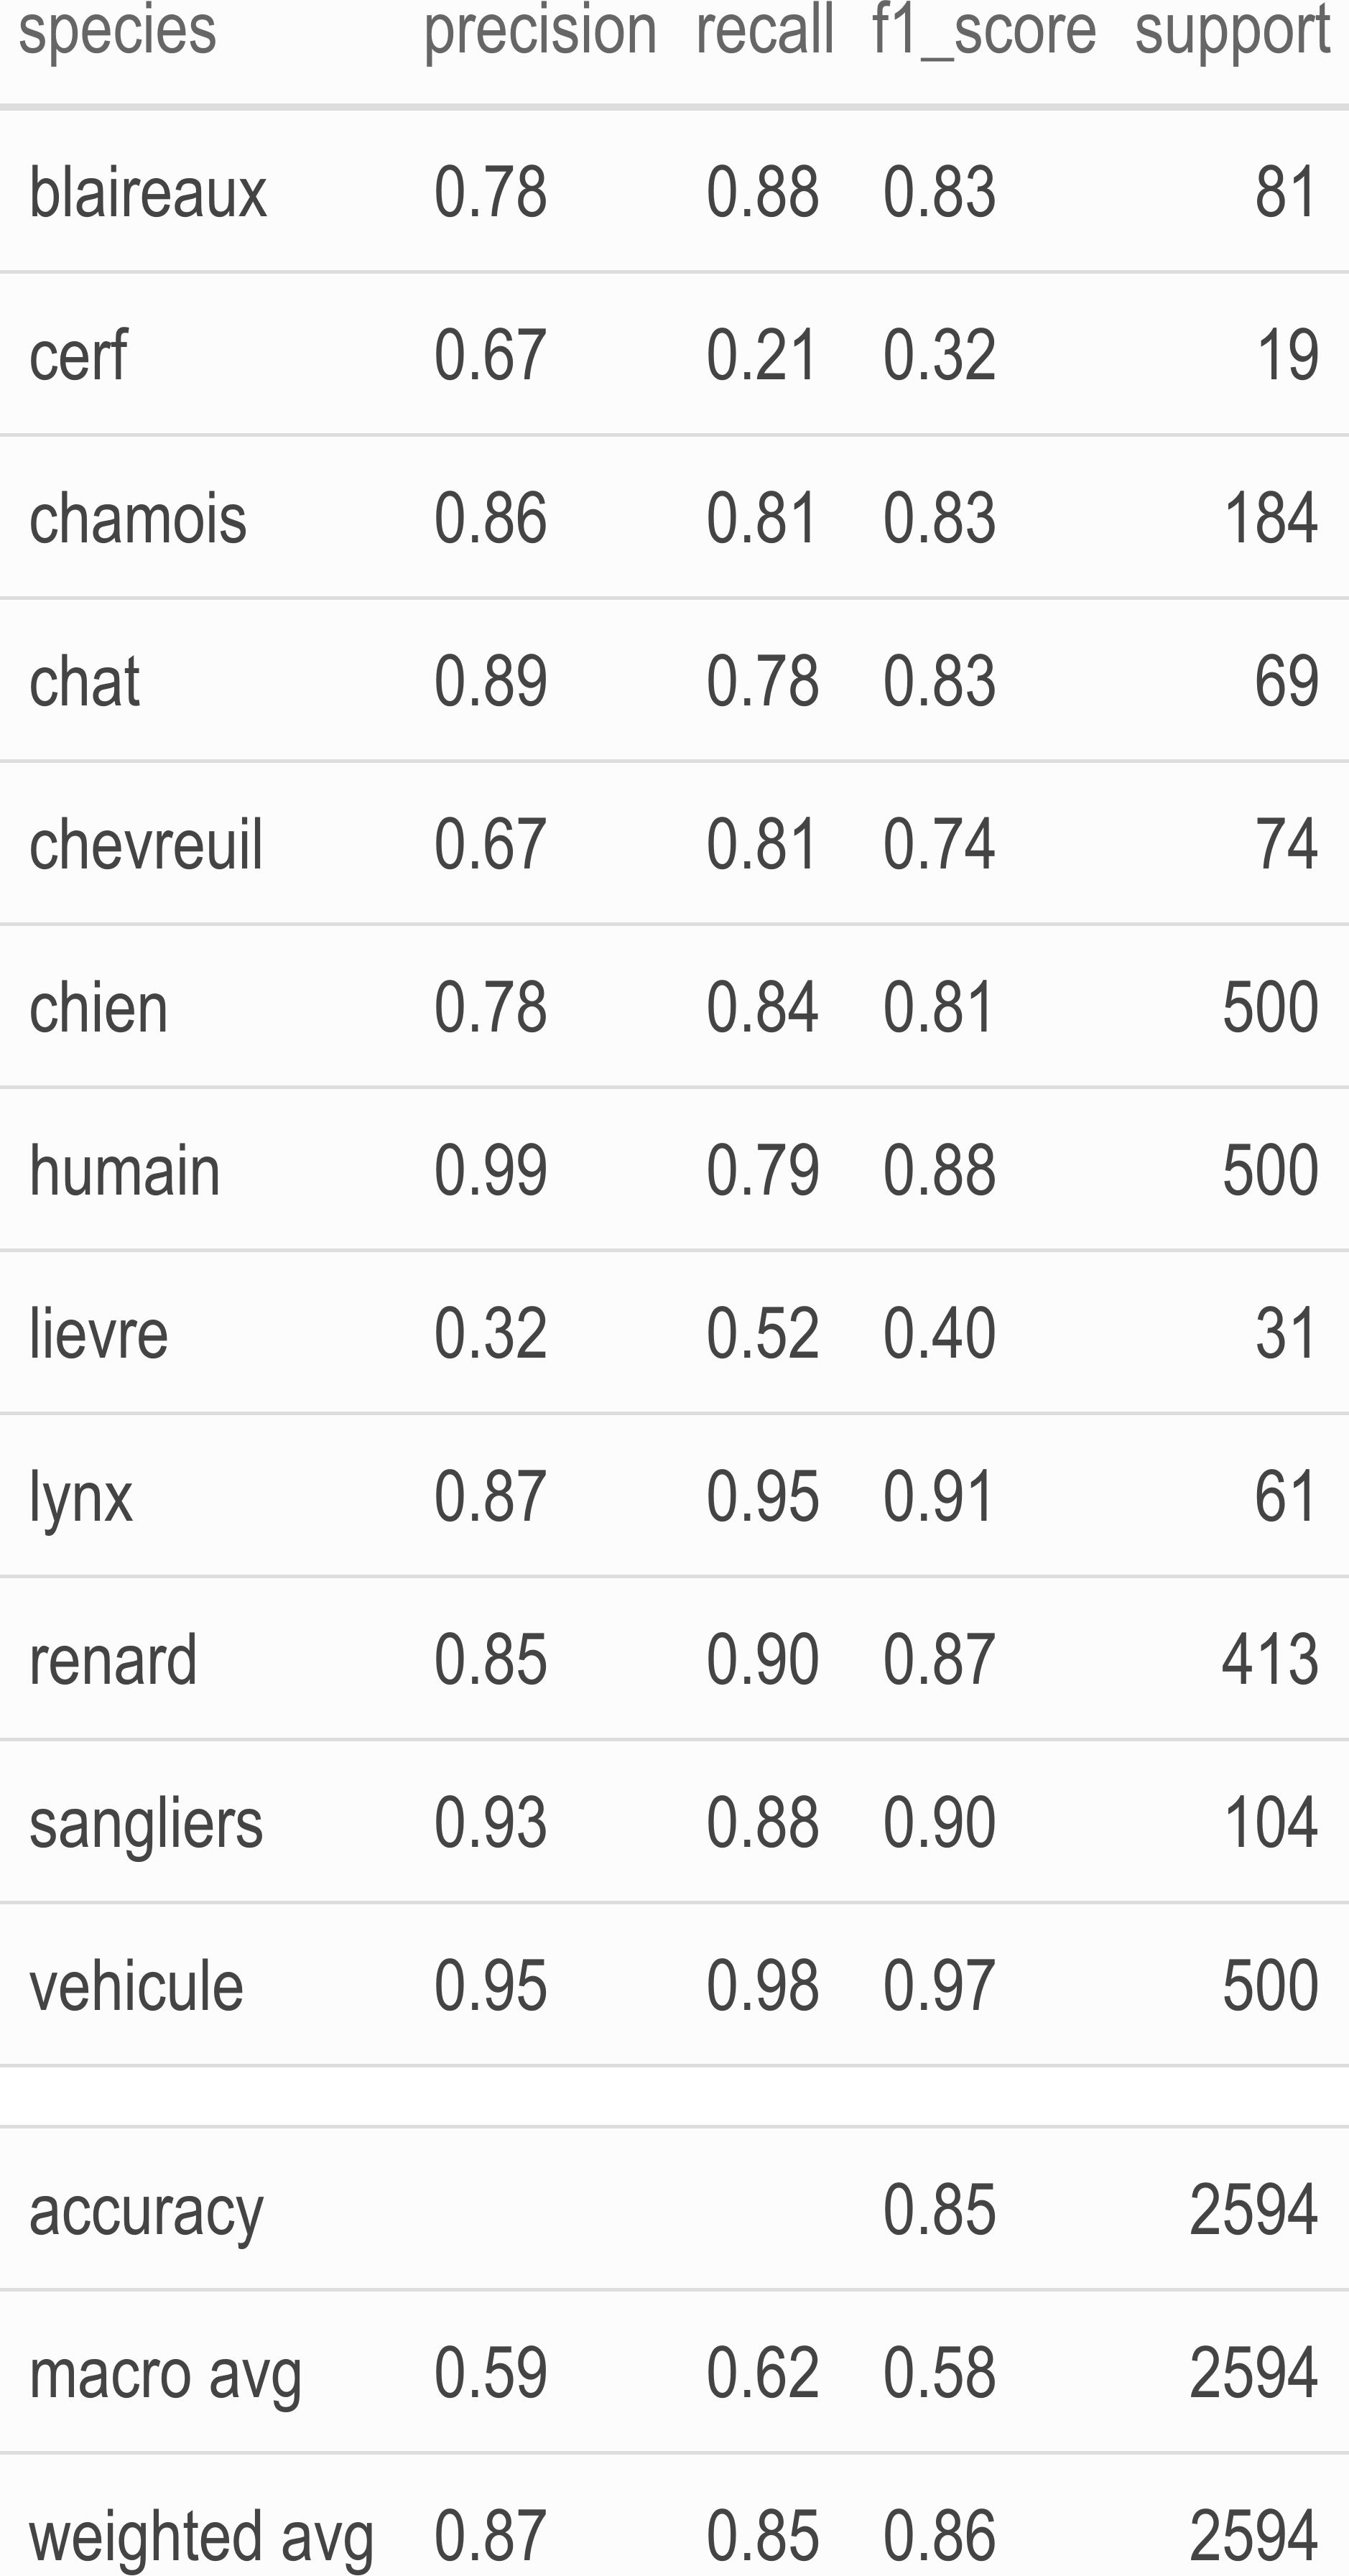 species precision recall f1_score support
blaireaux 0.78 0.88 0.83 81
cerf 0.67 0.21 0.32 19
chamois 0.86 0.81 0.83 184
chat 0.89 0.78 0.83 69
chevreuil 0.67 0.81 0.74 74
chien 0.78 0.84 0.81 500
humain 0.99 0.79 0.88 500
lievre 0.32 0.52 0.40 31
lynx 0.87 0.95 0.91 61
renard 0.85 0.90 0.87 413
sangliers 0.93 0.88 0.90 104
vehicule 0.95 0.98 0.97 500
accuracy 0.85 2594
macro avg 0.59 0.62 0.58 2594
weighted avg 0.87 0.85 0.86 2594